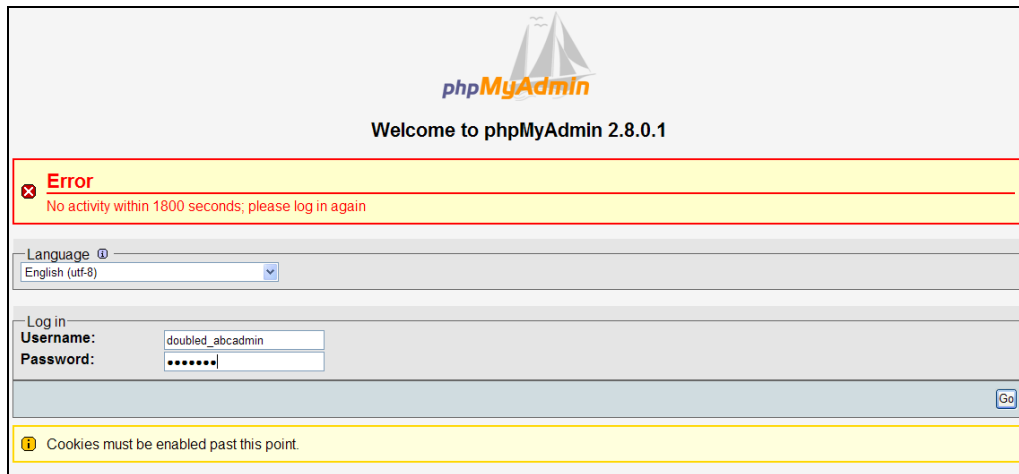 phpMyAdmin
Welcome to phpMyAdmin 2.8.0.1
Error
No activity within 1800 seconds; please log in again
Language
English (utf-8)
Log in
Username: doubled_abcadmin
Password: •••••••
Go
Cookies must be enabled past this point.